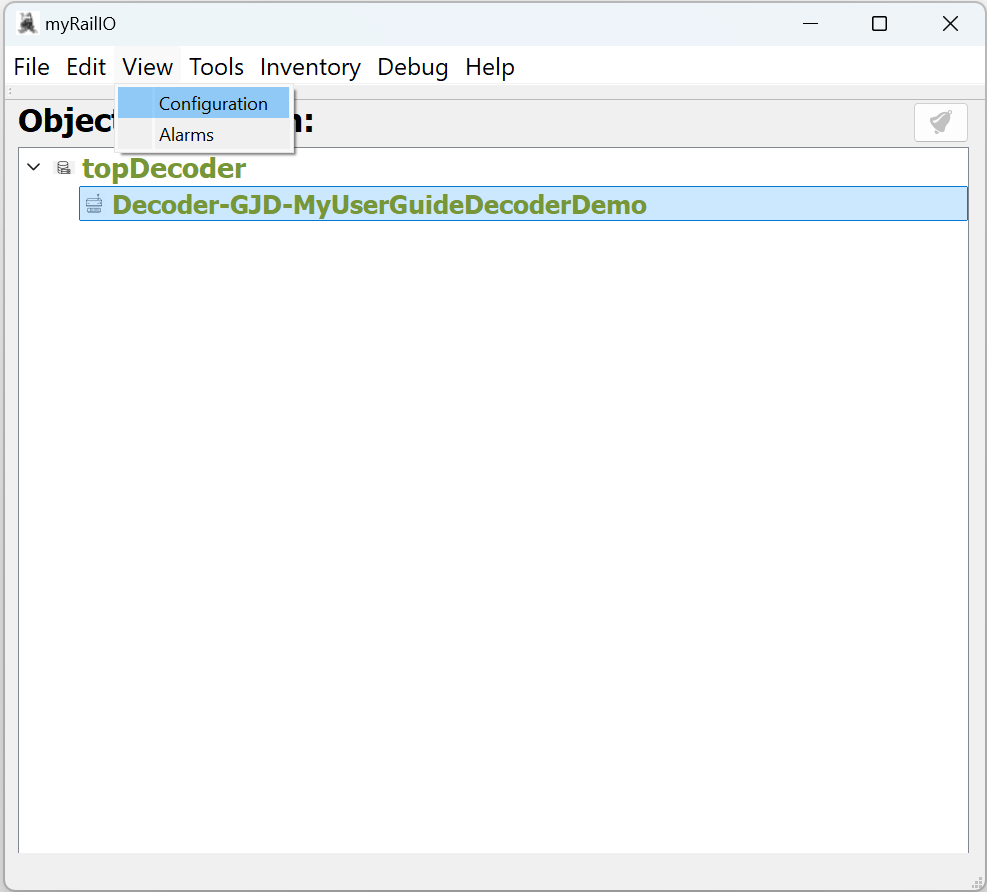 myRailIO
File Edit View Tools Inventory Debug Help
Configuration
Alarms
topDecoder
Decoder-GJD-MyUserGuideDecoderDemo